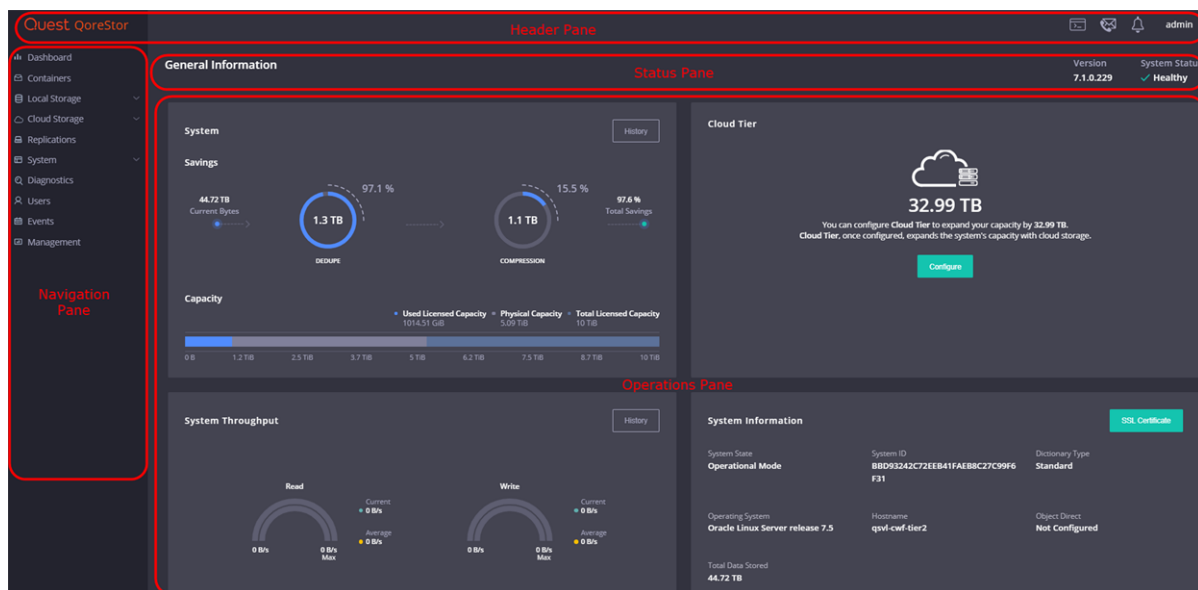 Quest QoreStor
Header Pane
admin
Dashboard
Containers
Local Storage
Cloud Storage
Replications
System
Diagnostics
Users
Events
Management
Navigation
Pane
General Information
Status Pane
Version
7.1.0.229
System Statu
Healthy
System
History
Savings
44.72 TB
Current Bytes
97.1 %
1.3 TB
DEDUPE
15.5 %
1.1 TB
COMPRESSION
97.6 %
Total Savings
Capacity
Used Licensed Capacity
1014.51 GiB
Physical Capacity
5.09 TiB
Total Licensed Capacity
10 TiB
0 B 1.2 TiB 2.5 TiB 3.7 TiB 5 TiB 6.2 TiB 7.5 TiB 8.7 TiB 10 TiB
Cloud Tier
32.99 TB
You can configure Cloud Tier to expand your capacity by 32.99 TB.
Cloud Tier, once configured, expands the system's capacity with cloud storage.
Configure
Operations Pane
System Throughput
History
Read
Current
0 B/s
Average
0 B/s
0 B/s
0 B/s
Max
Write
Current
0 B/s
Average
0 B/s
0 B/s
0 B/s
Max
System Information
SSL Certificate
System State
Operational Mode
System ID
BBD93242C72EEB41FAEB8C27C99F6
F31
Dictionary Type
Standard
Operating System
Oracle Linux Server release 7.5
Hostname
qsvl-cwf-tier2
Object Direct
Not Configured
Total Data Stored
44.72 TB